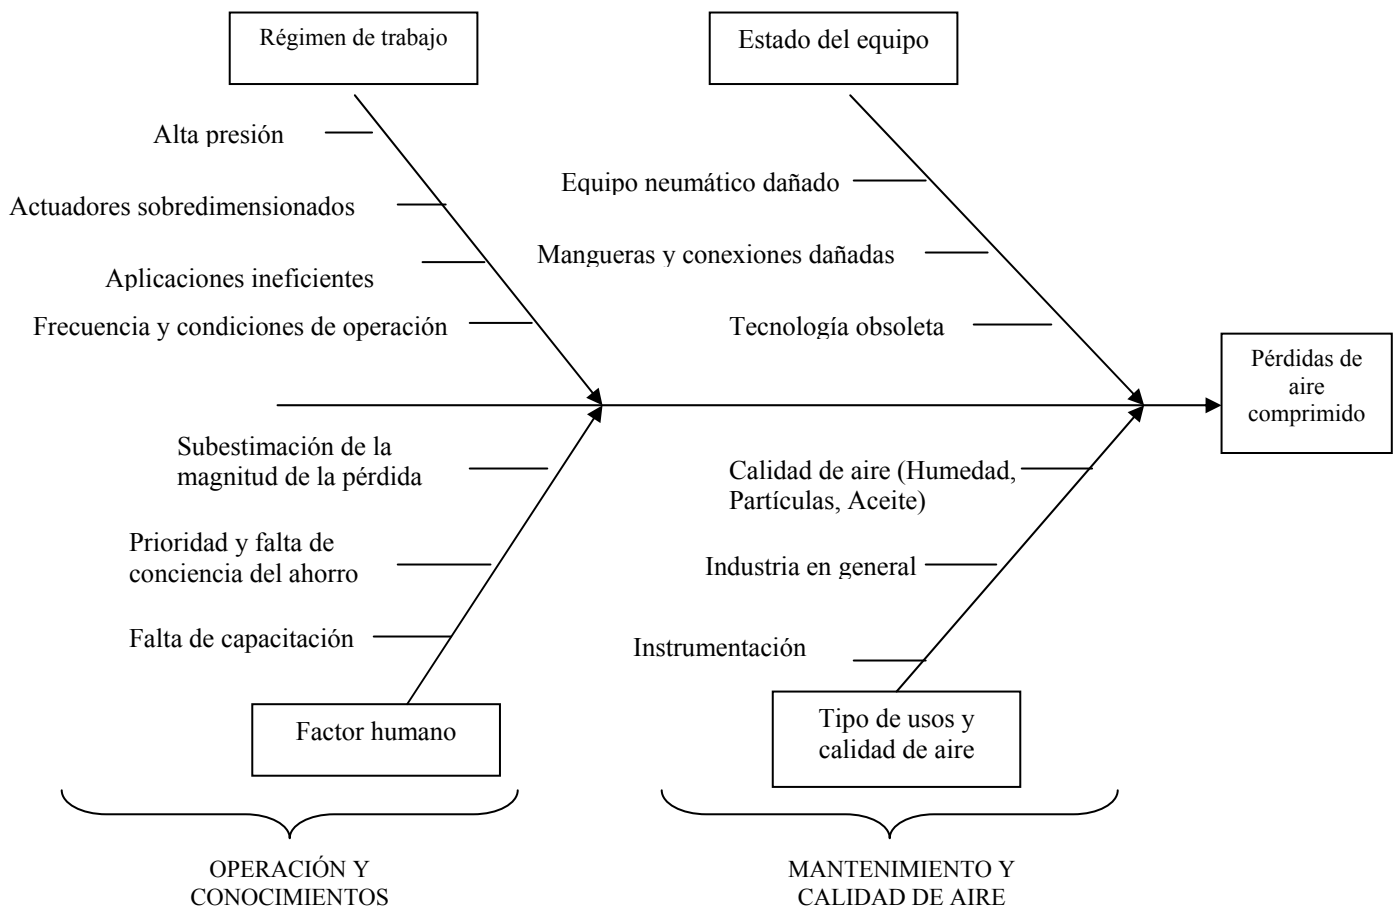 Régimen de trabajo
Estado del equipo
Alta presión
Equipo neumático dañado
Actuadores sobredimensionados
Mangueras y conexiones dañadas
Aplicaciones ineficientes
Frecuencia y condiciones de operación
Tecnología obsoleta
Pérdidas de
aire
comprimido
Subestimación de la
magnitud de la pérdida
Calidad de aire (Humedad,
Partículas, Aceite)
Prioridad y falta de
conciencia del ahorro
Industria en general
Falta de capacitación
Instrumentación
Factor humano
Tipo de usos y
calidad de aire
OPERACIÓN Y
CONOCIMIENTOS
MANTENIMIENTO Y
CALIDAD DE AIRE